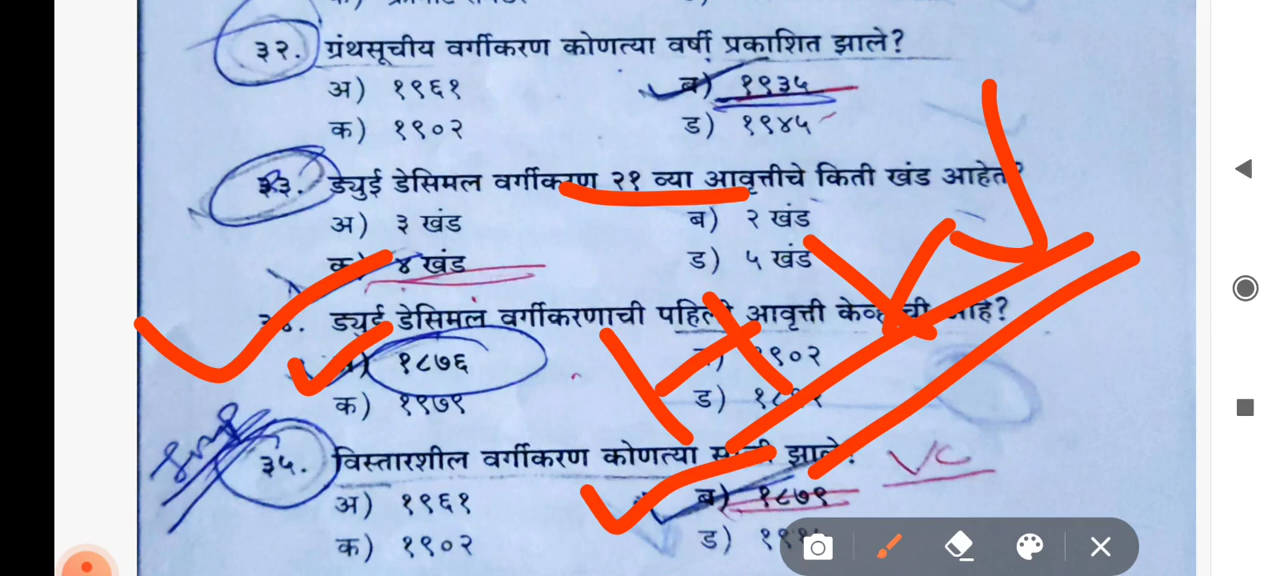 ३२. ग्रंथसूचीय वर्गीकरण कोणत्या वर्षी प्रकाशित झाले?
अ) १९६१ ब) १९३५
क) १९०२ ड) १९४५
३३. ड्युई डेसिमल वर्गीकरण २१ व्या आवृत्तीचे किती खंड आहेत?
अ) ३ खंड ब) २ खंड
क) ४ खंड ड) ५ खंड
३४. ड्युई डेसिमल वर्गीकरणाची पहिली आवृत्ती केव्हाची आहे?
१८७६ १९०२
क) १९७९ ड)
३५. विस्तारशील वर्गीकरण कोणत्या साली झाले?
VC
अ) १९६१ ब) १८७९
क) १९०२ ड)